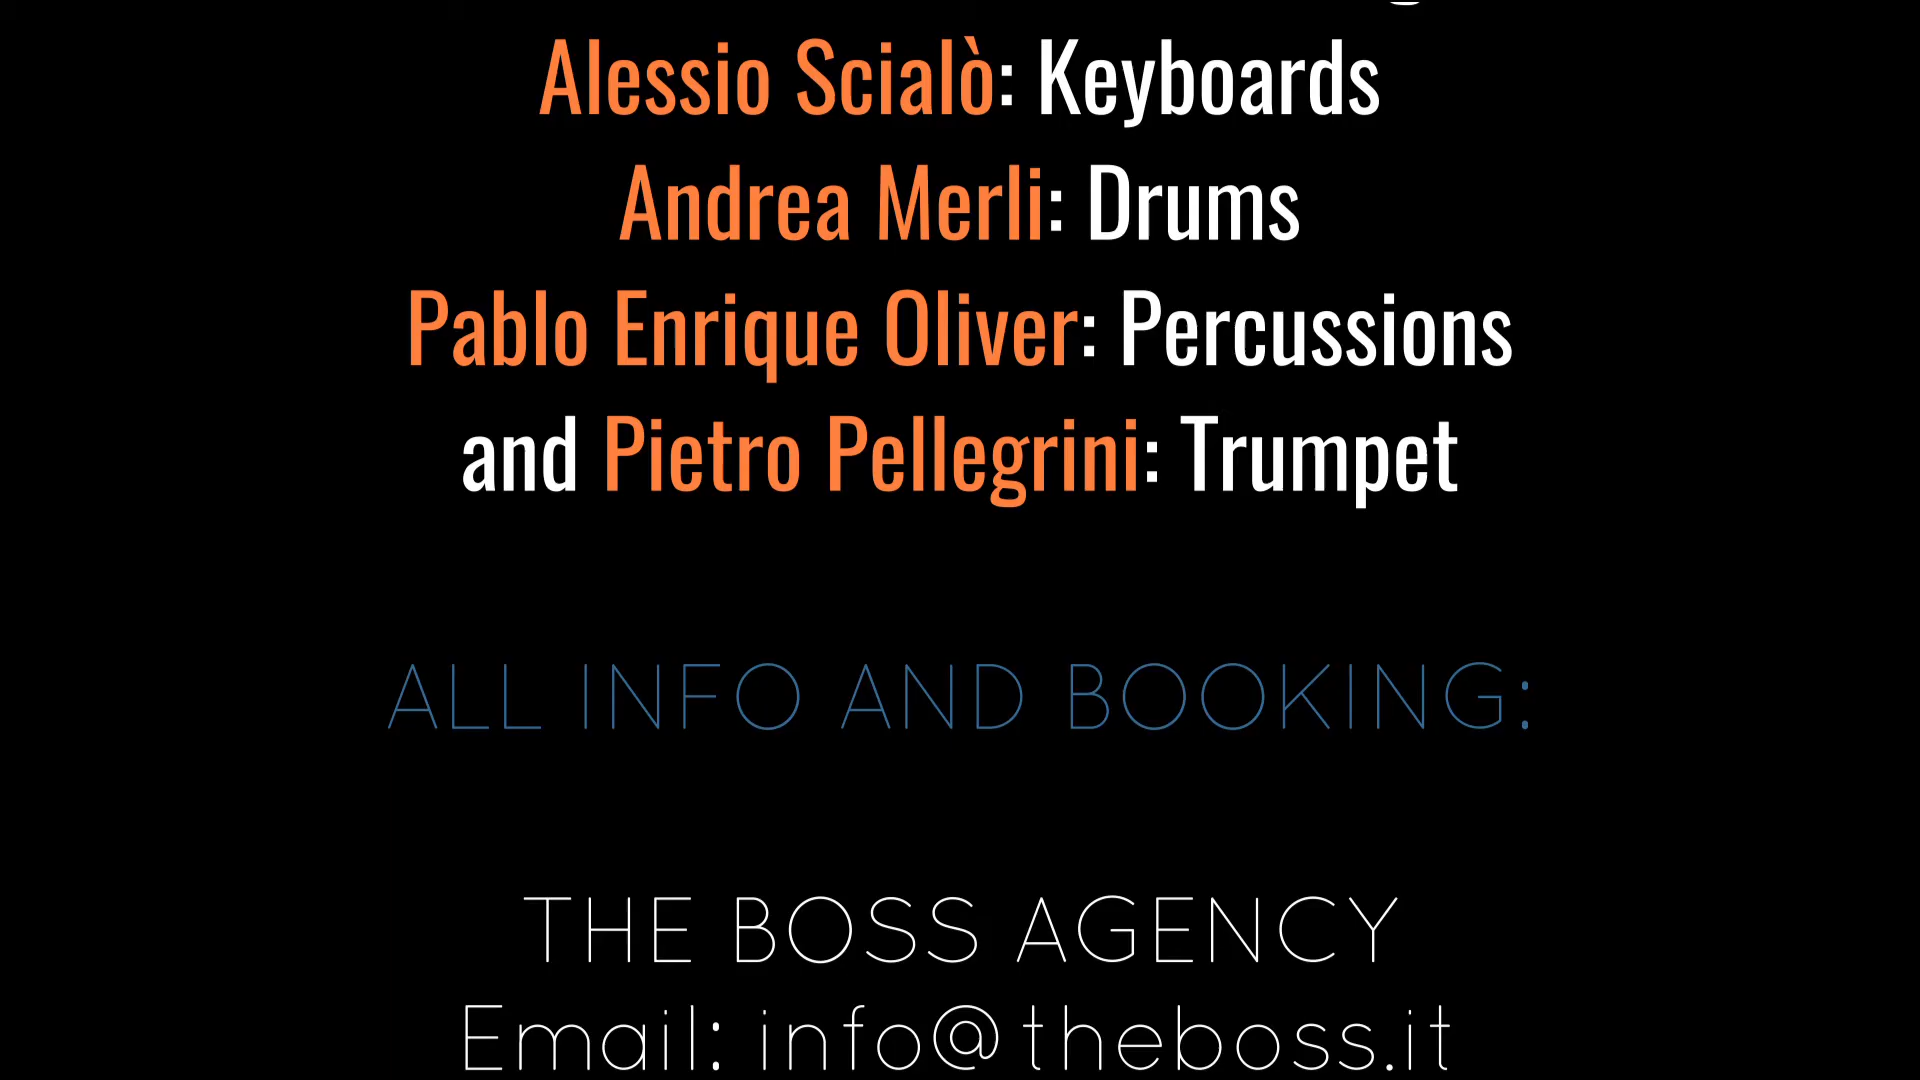 Alessio Scialò: Keyboards
Andrea Merli: Drums
Pablo Enrique Oliver: Percussions
and Pietro Pellegrini: Trumpet
ALL INFO AND BOOKING:
THE BOSS AGENCY
Email: info@theboss.it